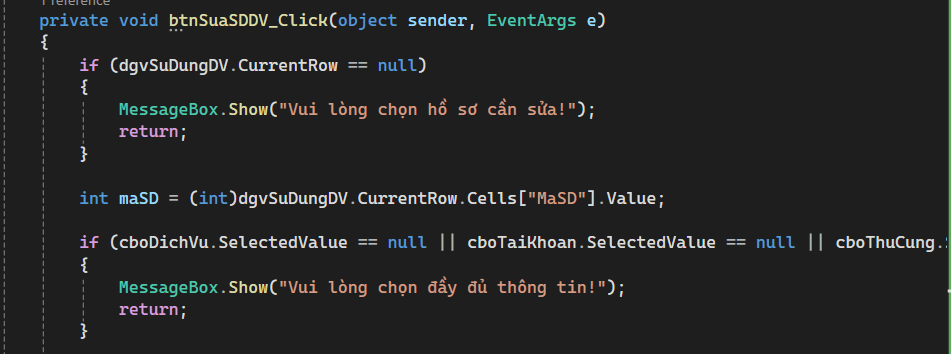 1 reference
private void btnSuaSDDV_Click(object sender, EventArgs e)
{
if (dgvSuDungDV.CurrentRow == null)
{
MessageBox.Show("Vui lòng chọn hồ sơ cần sửa!");
return;
}
int maSD = (int)dgvSuDungDV.CurrentRow.Cells["MaSD"].Value;
if (cboDichVu.SelectedValue == null || cboTaiKhoan.SelectedValue == null || cboThuCung.
{
MessageBox.Show("Vui lòng chọn đầy đủ thông tin!");
return;
}